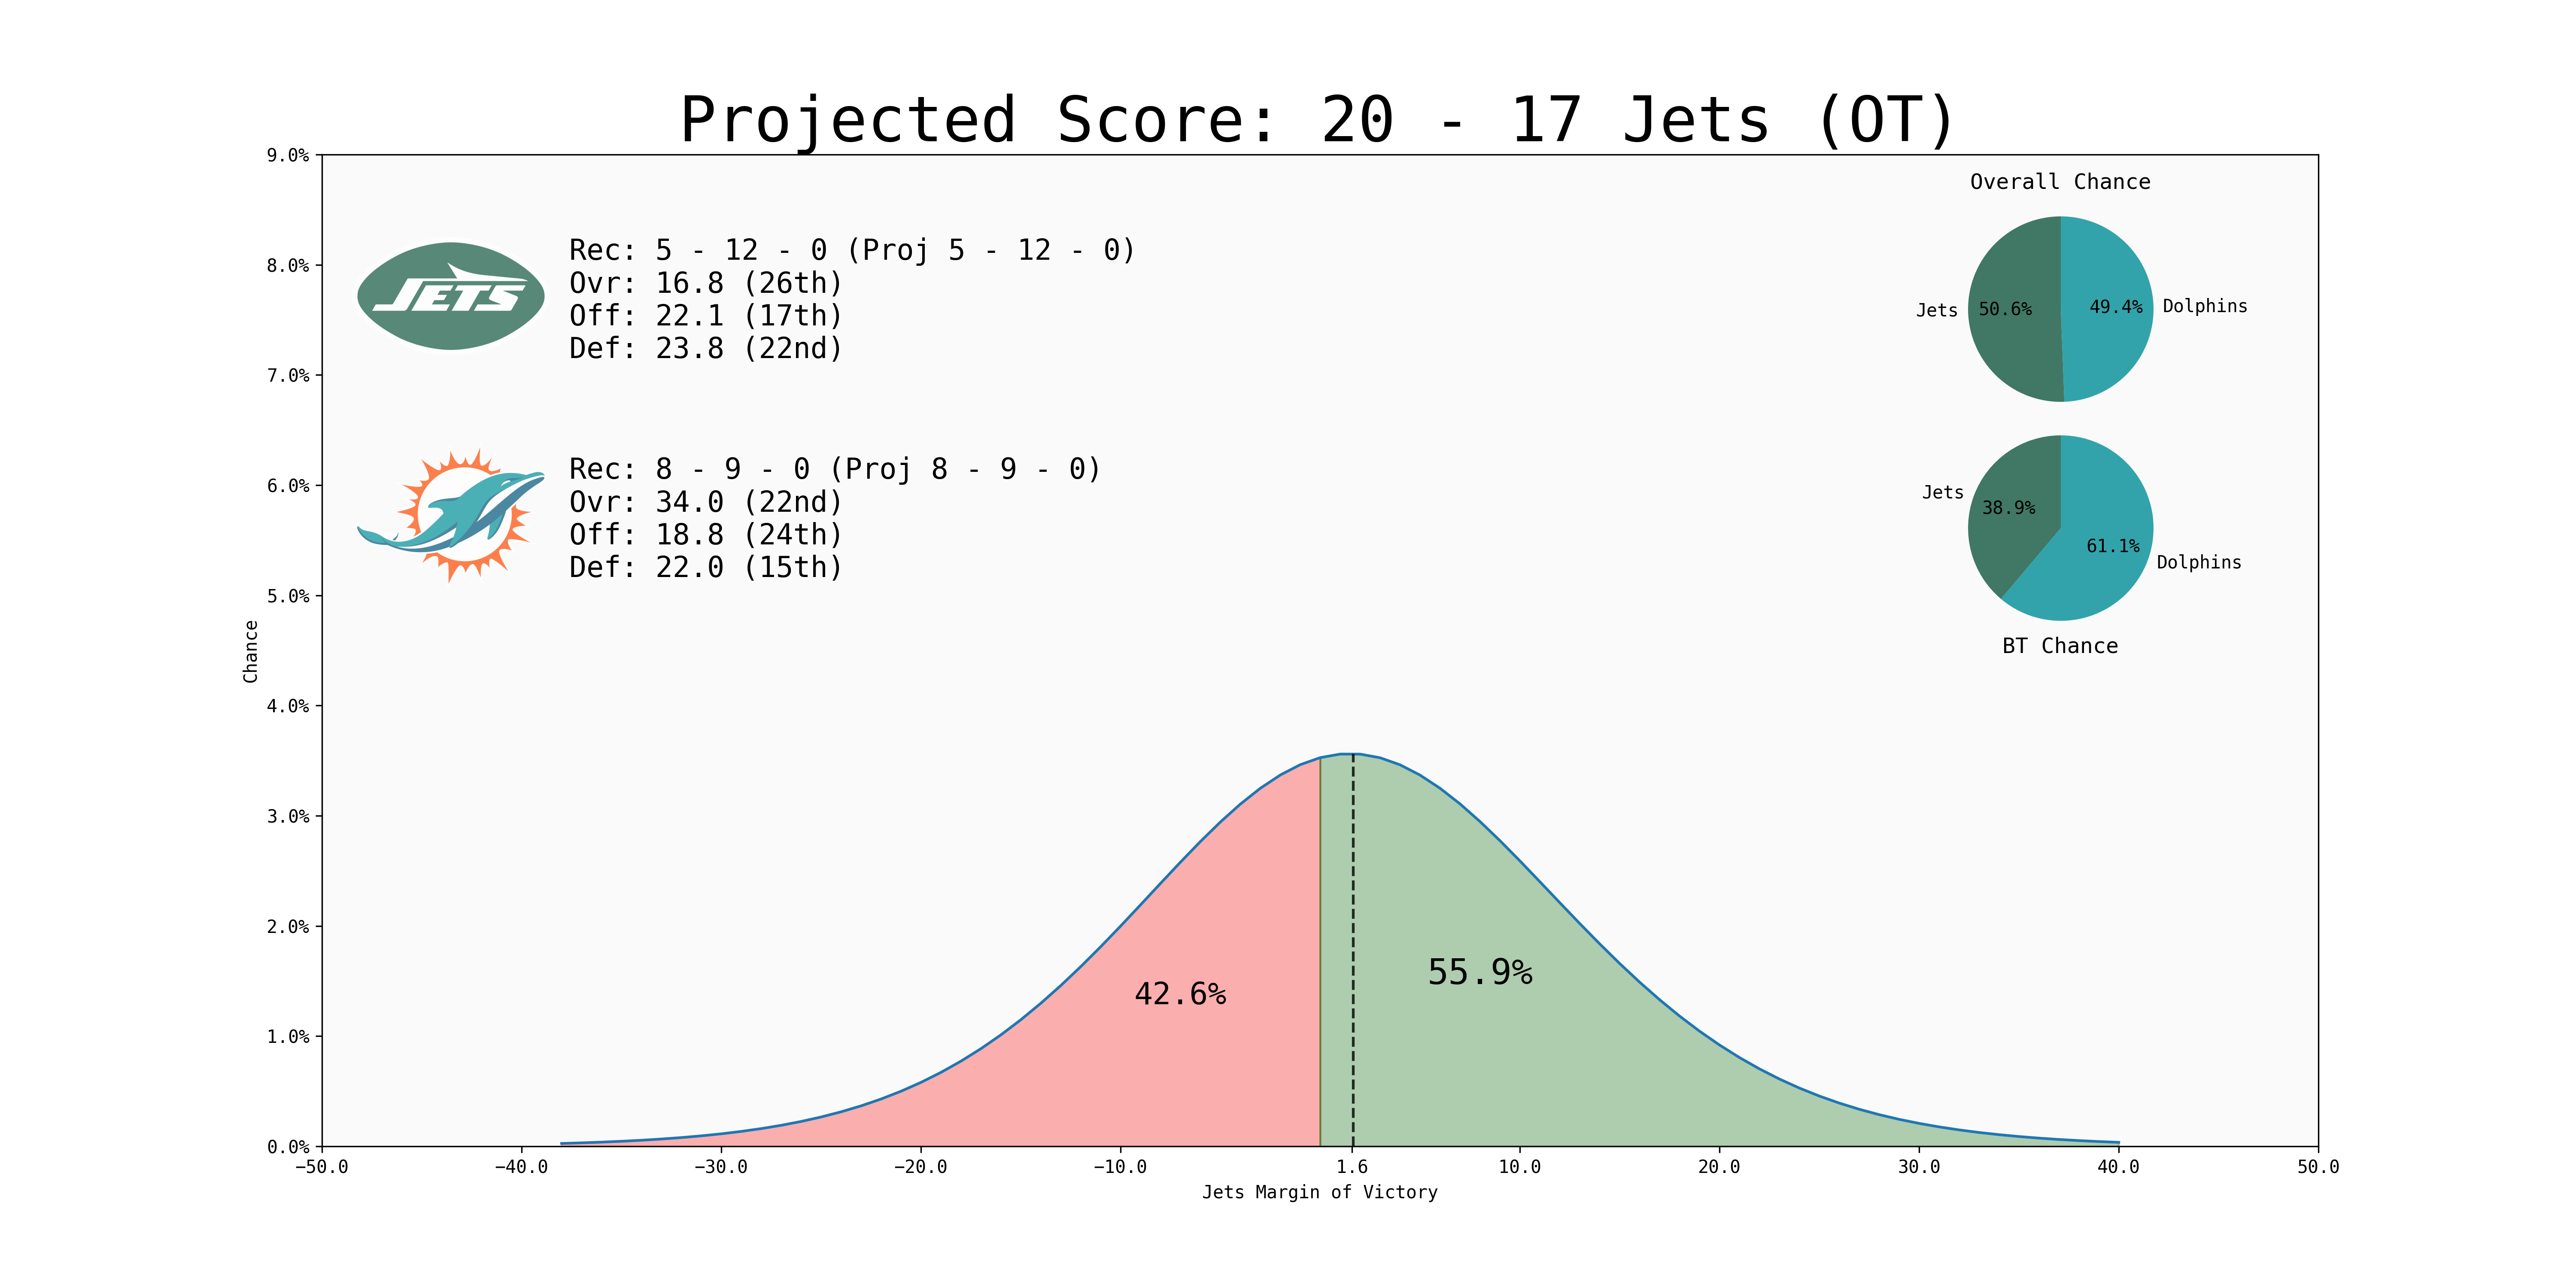 Projected Score: 20 - 17 Jets (OT)
9.0%
8.0%
7.0%
6.0%
5.0%
4.0%
3.0%
2.0%
1.0%
0.0%
Chance
JETS
Rec: 5 - 12 - 0 (Proj 5 - 12 - 0)
Ovr: 16.8 (26th)
Off: 22.1 (17th)
Def: 23.8 (22nd)
Rec: 8 - 9 - 0 (Proj 8 - 9 - 0)
Ovr: 34.0 (22nd)
Off: 18.8 (24th)
Def: 22.0 (15th)
Overall Chance
Jets 50.6% 49.4% Dolphins
Jets 38.9%
61.1% Dolphins
BT Chance
42.6% 55.9%
−50.0 −40.0 −30.0 −20.0 −10.0 1.6 10.0 20.0 30.0 40.0 50.0
Jets Margin of Victory